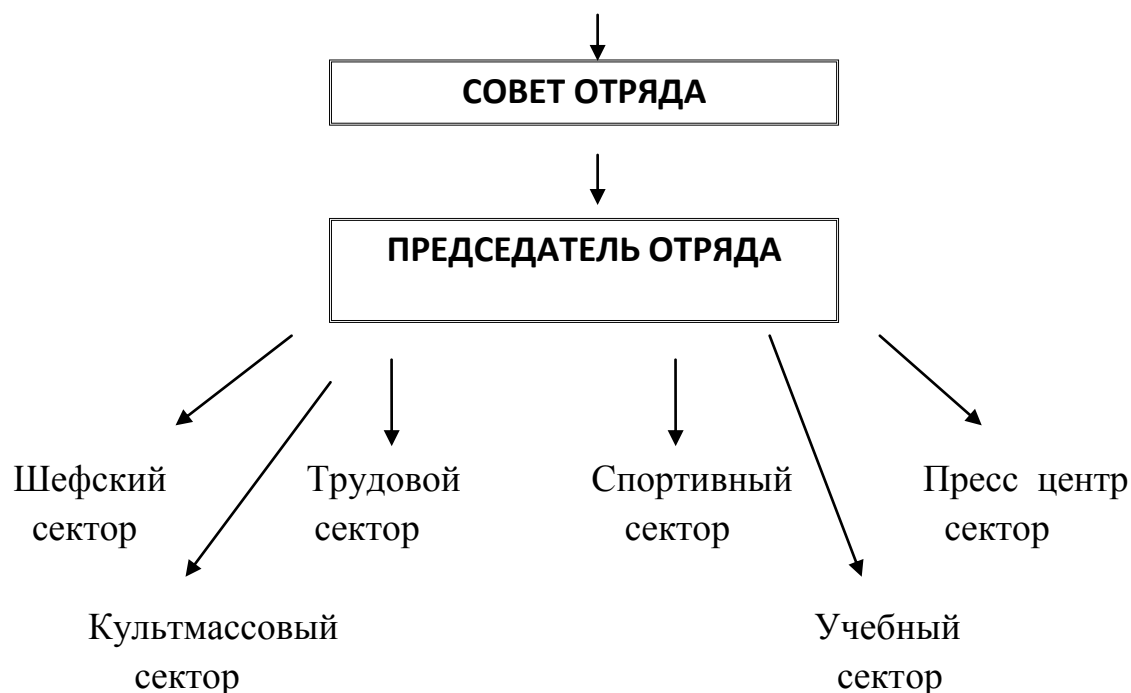 СОВЕТ ОТРЯДА
ПРЕДСЕДАТЕЛЬ ОТРЯДА
Шефский
сектор
Трудовой
сектор
Спортивный
сектор
Пресс центр
сектор
Культмассовый
сектор
Учебный
сектор